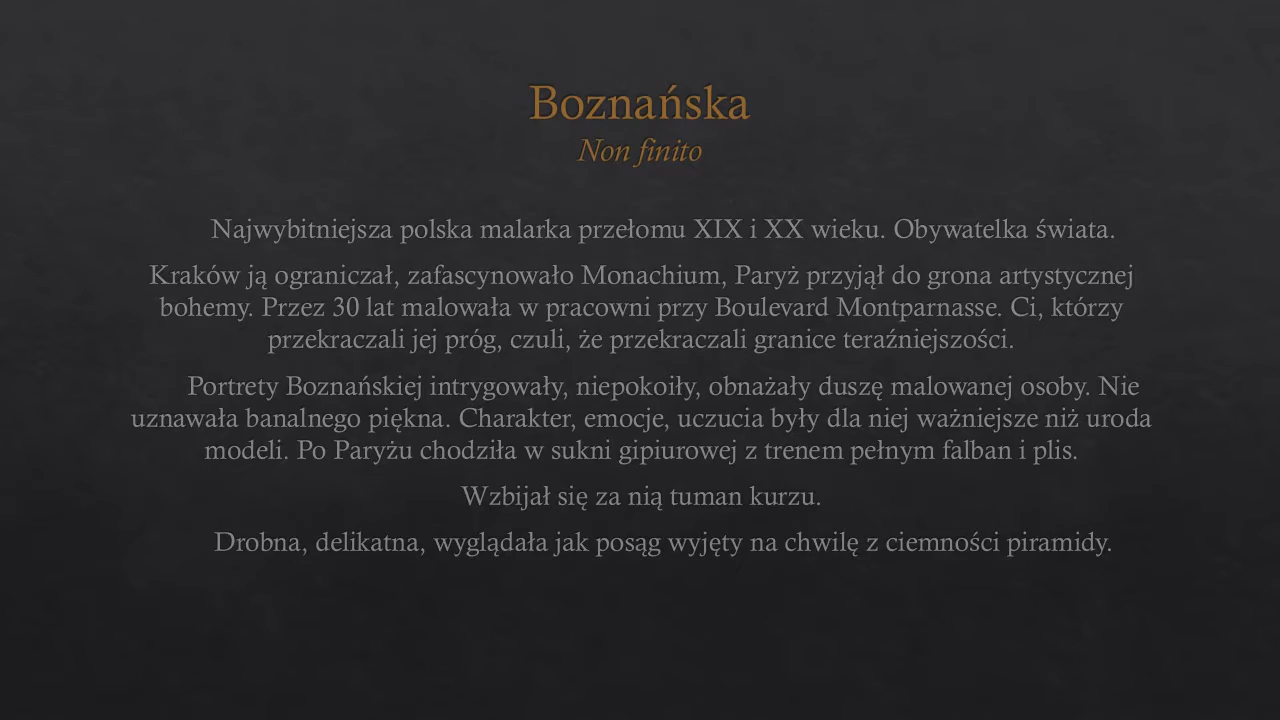 Boznańska
Non finito
Najwybitniejsza polska malarka przełomu XIX i XX wieku. Obywatelka świata.
Kraków ją ograniczał, zafascynowało Monachium, Paryż przyjął do grona artystycznej
bohemy. Przez 30 lat malowała w pracowni przy Boulevard Montparnasse. Ci, którzy
przekraczali jej próg, czuli, że przekraczali granice teraźniejszości.
Portrety Boznańskiej intrygowały, niepokoiły, obnażały duszę malowanej osoby. Nie
uznawała banalnego piękna. Charakter, emocje, uczucia były dla niej ważniejsze niż uroda
modeli. Po Paryżu chodziła w sukni gipiurowej z trenem pełnym falban i plis.
Wzbijał się za nią tuman kurzu.
Drobna, delikatna, wyglądała jak posąg wyjęty na chwilę z ciemności piramidy.